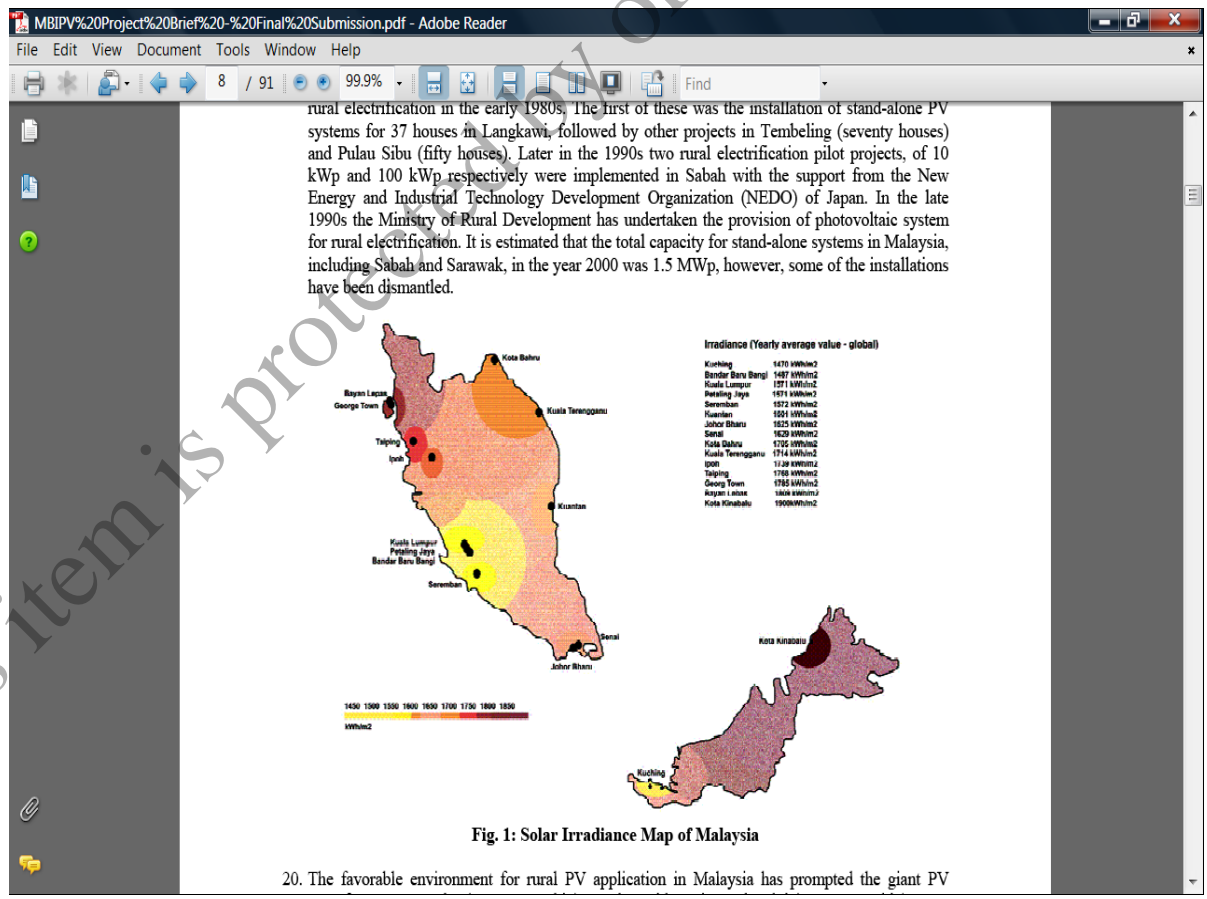 MBIPV%20Project%20Brief%20-%20Final%20Submission.pdf - Adobe Reader
File Edit View Document Tools Window Help
8 / 91 99.9% Find
rural electrification in the early 1980s. The first of these was the installation of stand-alone PV
systems for 37 houses in Langkawi, followed by other projects in Tembeling (seventy houses)
and Pulau Sibu (fifty houses). Later in the 1990s two rural electrification pilot projects, of 10
kWp and 100 kWp respectively were implemented in Sabah with the support from the New
Energy and Industrial Technology Development Organization (NEDO) of Japan. In the late
1990s the Ministry of Rural Development has undertaken the provision of photovoltaic system
for rural electrification. It is estimated that the total capacity for stand-alone systems in Malaysia,
including Sabah and Sarawak, in the year 2000 was 1.5 MWp, however, some of the installations
have been dismantled.
Irradiance (Yearly average value - global)
Kuching 1470 kWh/m2
Bandar Baru Bangi 1487 kWh/m2
Kuala Lumpur 1571 kWh/m2
Petaling Jaya 1571 kWh/m2
Seremban 1572 kWh/m2
Kuantan kWh/m2
Johor Bharu 1625 kWh/m2
Senai 1629 kWh/m2
Kota Bahru 1705 kWh/m2
Kuala Terengganu 1714 kWh/m2
Ipoh 1739 kWh/m2
Taiping 1768 kWh/m2
Georg Town 1785 kWh/m2
Bayan Lepas kWh/m2
Kota Kinabalu 1900kWh/m2
Kota Bahru
Bayan Lepas
George Town
Kuala Terengganu
Taiping
Ipoh
Kuantan
Kuala Lumpur
Petaling Jaya
Bandar Baru Bangi
Seremban
Senai
Johor Bharu
Kota Kinabalu
Kuching
1450 1500 1550 1600 1650 1700 1750 1800 1850
kWh/m2
Fig. 1: Solar Irradiance Map of Malaysia
20. The favorable environment for rural PV application in Malaysia has prompted the giant PV
item is protected by